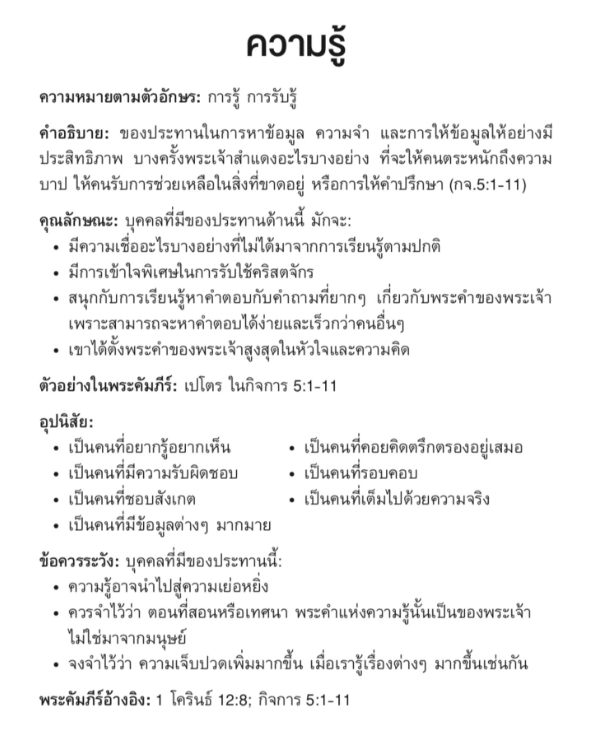 ความรู้
ความหมายตามตัวอักษร: การรู้ การรับรู้
คำอธิบาย: ของประทานในการหาข้อมูล ความจำ และการให้ข้อมูลให้อย่างมี
ประสิทธิภาพ บางครั้งพระเจ้าสำแดงอะไรบางอย่าง ที่จะให้คนตระหนักถึงความ
บาป ให้คนรับการช่วยเหลือในสิ่งที่ขาดอยู่ หรือการให้คำปรึกษา (กจ.5:1-11)
คุณลักษณะ: บุคคลที่มีของประทานด้านนี้ มักจะ:
• มีความเชื่ออะไรบางอย่างที่ไม่ได้มาจากการเรียนรู้ตามปกติ
• มีการเข้าใจพิเศษในการรับใช้คริสตจักร
• สนุกกับการเรียนรู้หาคำตอบกับคำถามที่ยากๆ เกี่ยวกับพระคำของพระเจ้า
เพราะสามารถจะหาคำตอบได้ง่ายและเร็วกว่าคนอื่นๆ
• เขาได้ตั้งพระคำของพระเจ้าสูงสุดในหัวใจและความคิด
ตัวอย่างในพระคัมภีร์: เปโตร ในกิจการ 5:1-11
อุปนิสัย:
• เป็นคนที่อยากรู้อยากเห็น
• เป็นคนที่มีความรับผิดชอบ
• เป็นคนที่ชอบสังเกต
• เป็นคนที่มีข้อมูลต่างๆ มากมาย
• เป็นคนที่คอยคิดตรึกตรองอยู่เสมอ
• เป็นคนที่รอบคอบ
• เป็นคนที่เต็มไปด้วยความจริง
ข้อควรระวัง: บุคคลที่มีของประทานนี้:
• ความรู้อาจนำไปสู่ความเย่อหยิ่ง
• ควรจำไว้ว่า ตอนที่สอนหรือเทศนา พระคำแห่งความรู้นั้นเป็นของพระเจ้า
ไม่ใช่มาจากมนุษย์
• จงจำไว้ว่า ความเจ็บปวดเพิ่มมากขึ้น เมื่อเรารู้เรื่องต่างๆ มากขึ้นเช่นกัน
พระคัมภีร์อ้างอิง: 1 โครินธ์ 12:8; กิจการ 5:1-11